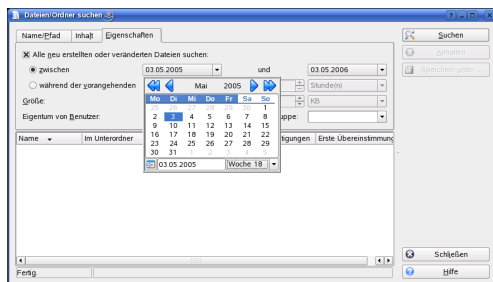 Dateien/Ordner suchen
Name/Pfad Inhalt Eigenschaften
Alle neu erstellten oder veränderten Dateien suchen:
zwischen 03.05.2005 und 03.05.2006
während der vorangehenden Stunde(n)
Größe: KB
Eigentum von Benutzer: uppe:
Mai 2005
Mo Di Mi Do Fr Sa So
25 26 27 28 29 30 1
2 3 4 5 6 7 8
9 10 11 12 13 14 15
16 17 18 19 20 21 22
23 24 25 26 27 28 29
30 31 1 2 3 4 5
03.05.2005 Woche 18
Name Im Unterordner tigungen Erste Übereinstimmung
Fertig.
Suchen
Anhalten
Speichern unter...
Schließen
Hilfe